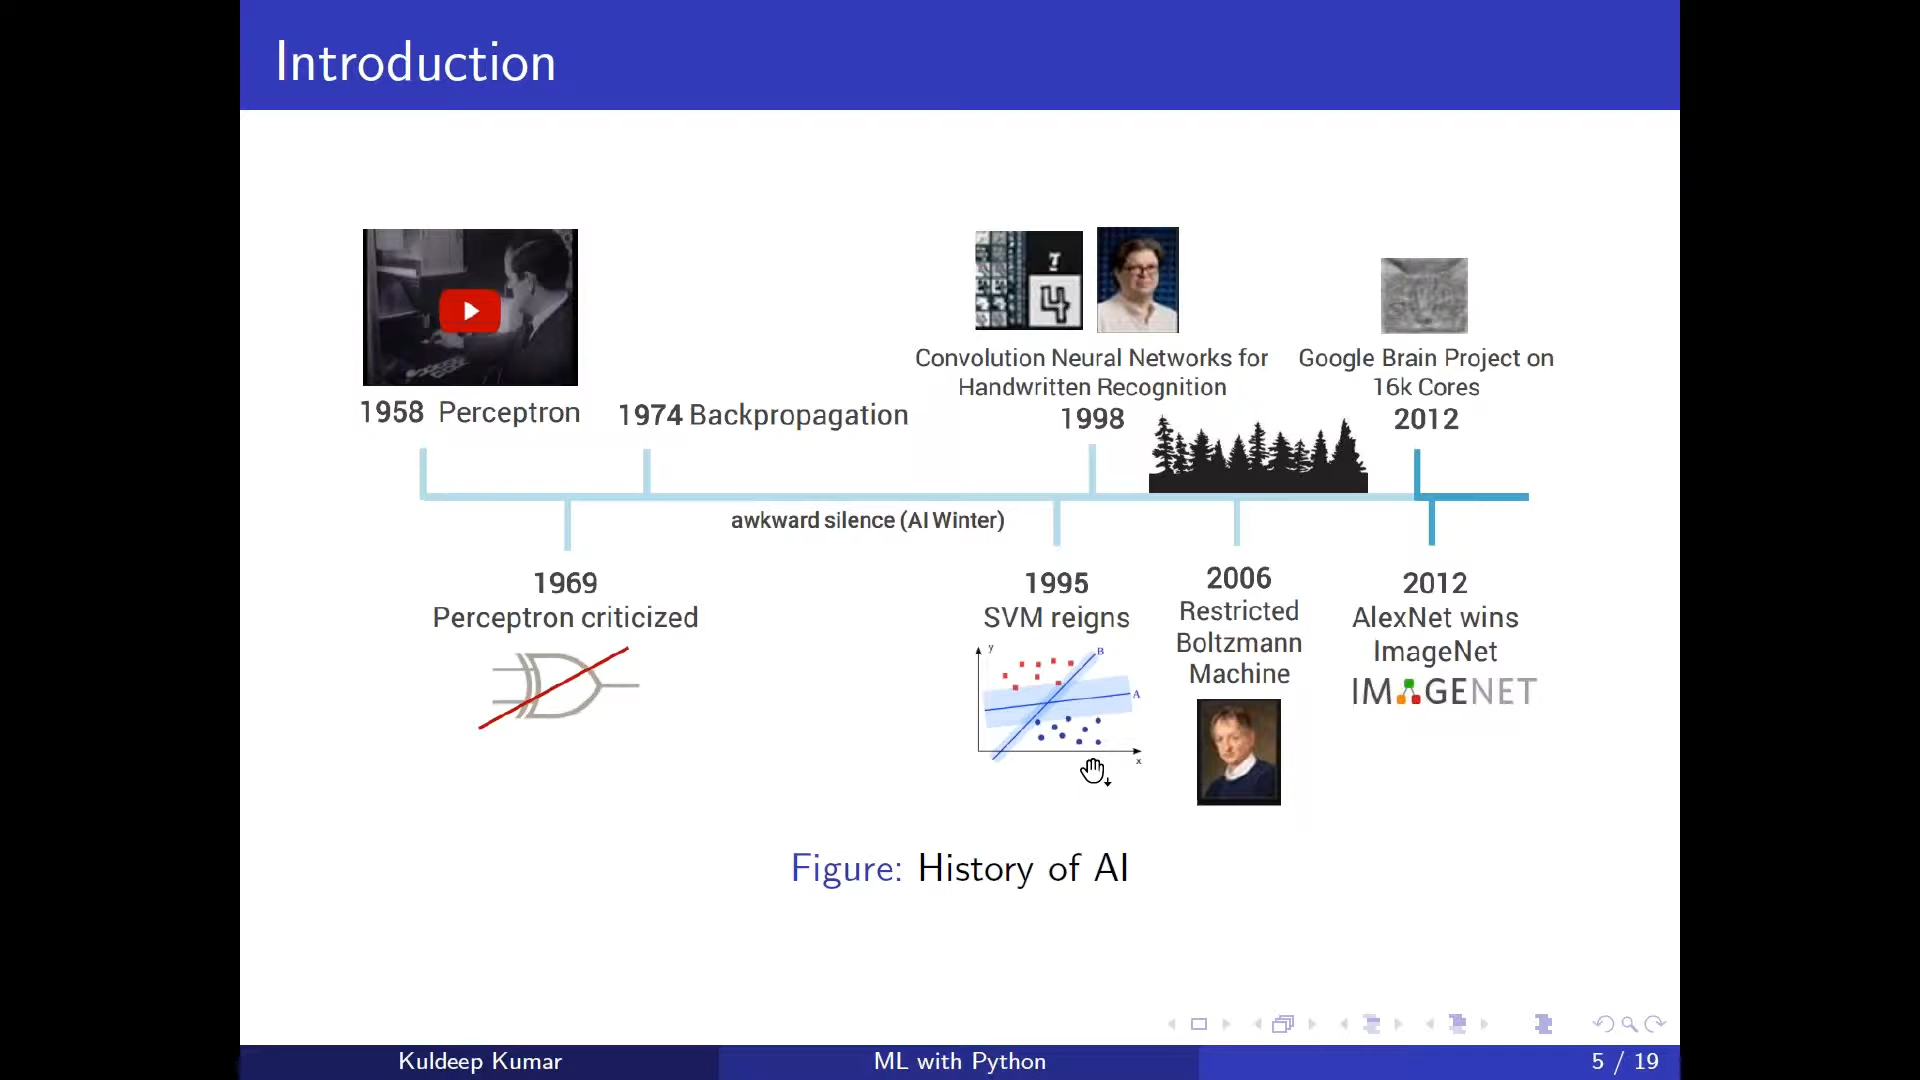 Introduction
Convolution Neural Networks for
Handwritten Recognition
1998
Google Brain Project on
16k Cores
2012
1958 Perceptron
1974 Backpropagation
awkward silence (AI Winter)
1969
Perceptron criticized
1995
SVM reigns
y
B
A
x
2006
Restricted
Boltzmann
Machine
2012
AlexNet wins
ImageNet
IMAGENET
4
Figure: History of AI
Kuldeep Kumar
ML with Python
5 / 19